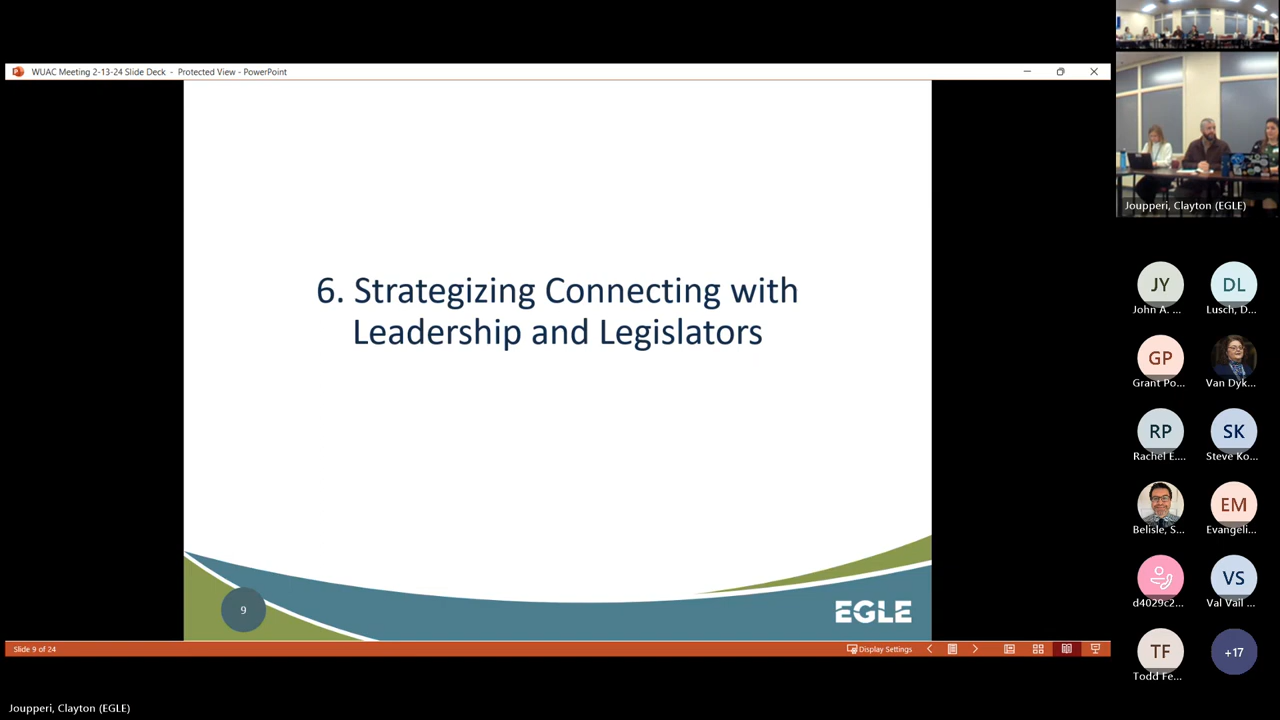 WUAC Meeting 2-13-24 Slide Deck - Protected View - PowerPoint
6. Strategizing Connecting with
Leadership and Legislators
9
EGLE
Slide 9 of 24
Display Settings
Joupperi, Clayton (EGLE)
Joupperi, Clayton (EGLE)
JY
DL
John A. ...
Lusch, D...
GP
Grant Po...
Van Dyk...
RP
SK
Rachel E....
Steve Ko...
EM
Belisle, S...
Evangeli...
VS
d4029c2...
Val Vail ...
TF
+17
Todd Fe...